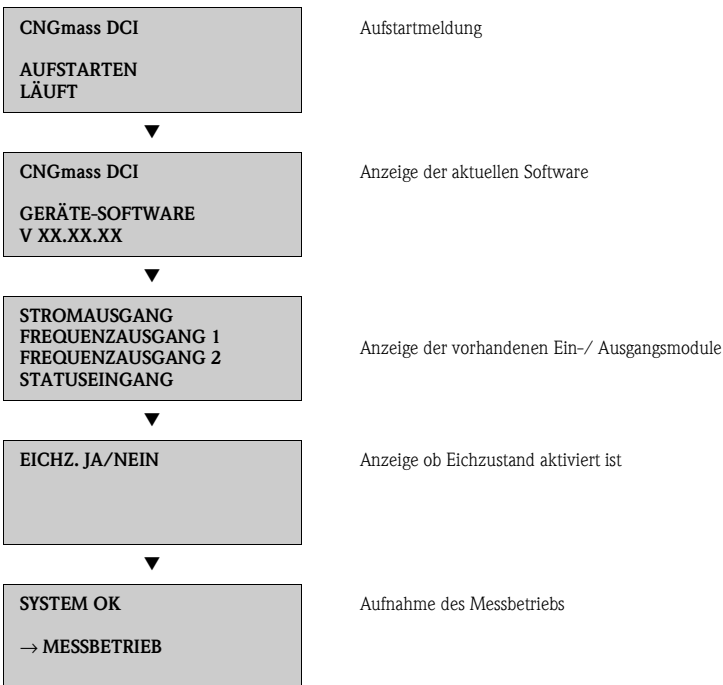 CNGmass DCI
AUFSTARTEN
LÄUFT
Aufstartmeldung
▼
CNGmass DCI
GERÄTE-SOFTWARE
V XX.XX.XX
Anzeige der aktuellen Software
▼
STROMAUSGANG
FREQUENZAUSGANG 1
FREQUENZAUSGANG 2
STATUSEINGANG
Anzeige der vorhandenen Ein-/ Ausgangsmodule
▼
EICHZ. JA/NEIN
Anzeige ob Eichzustand aktiviert ist
▼
SYSTEM OK
→ MESSBETRIEB
Aufnahme des Messbetriebs